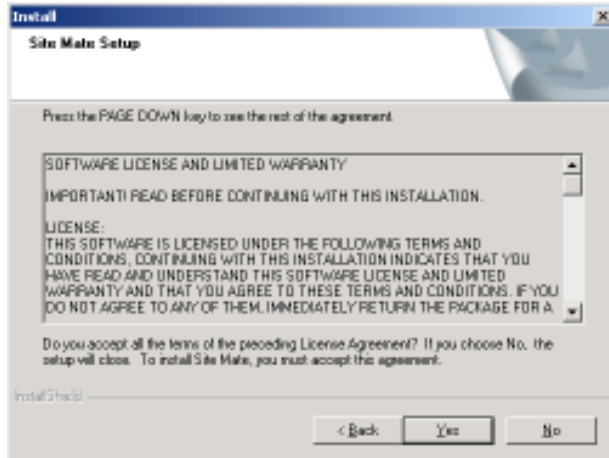 Install
Site Mate Setup
Press the PAGE DOWN key to see the rest of the agreement.
SOFTWARE LICENSE AND LIMITED WARRANTY
IMPORTANT! READ BEFORE CONTINUING WITH THIS INSTALLATION.
LICENSE:
THIS SOFTWARE IS LICENSED UNDER THE FOLLOWING TERMS AND
CONDITIONS, CONTINUING WITH THIS INSTALLATION INDICATES THAT YOU
HAVE READ AND UNDERSTAND THIS SOFTWARE LICENSE AND LIMITED
WARRANTY AND THAT YOU AGREE TO THESE TERMS AND CONDITIONS. IF YOU
DO NOT AGREE TO ANY OF THEM, IMMEDIATELY RETURN THE PACKAGE FOR A
Do you accept all the terms of the preceding License Agreement? If you choose No, the
setup will close. To install Site Mate, you must accept this agreement.
InstallShield
< Back
Yes
No